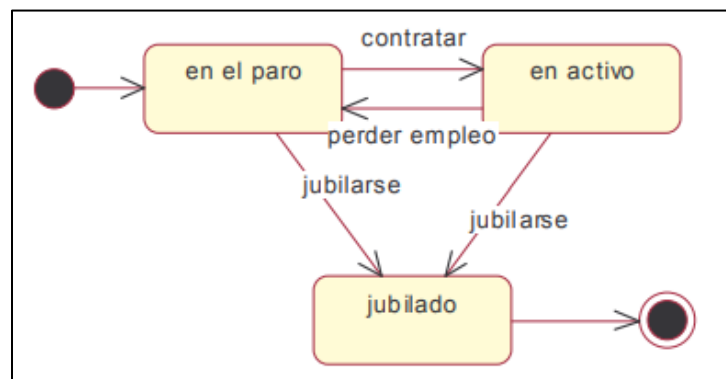 contratar
en el paro
en activo
perder empleo
jubilarse
jubilarse
jubilado